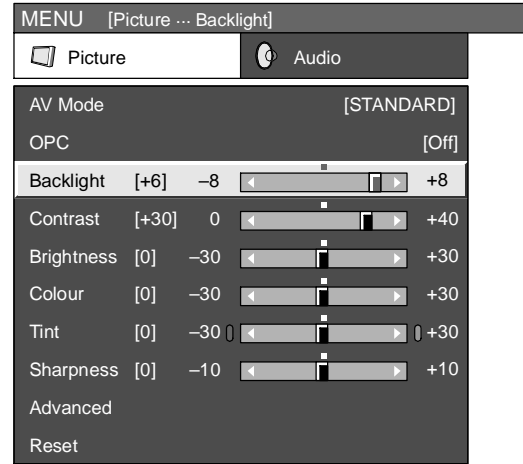 MENU [Picture ··· Backlight]
Picture Audio
AV Mode [STANDARD]
OPC [Off]
Backlight [+6] –8 +8
Contrast [+30] 0 +40
Brightness [0] –30 +30
Colour [0] –30 +30
Tint [0] –30 +30
Sharpness [0] –10 +10
Advanced
Reset